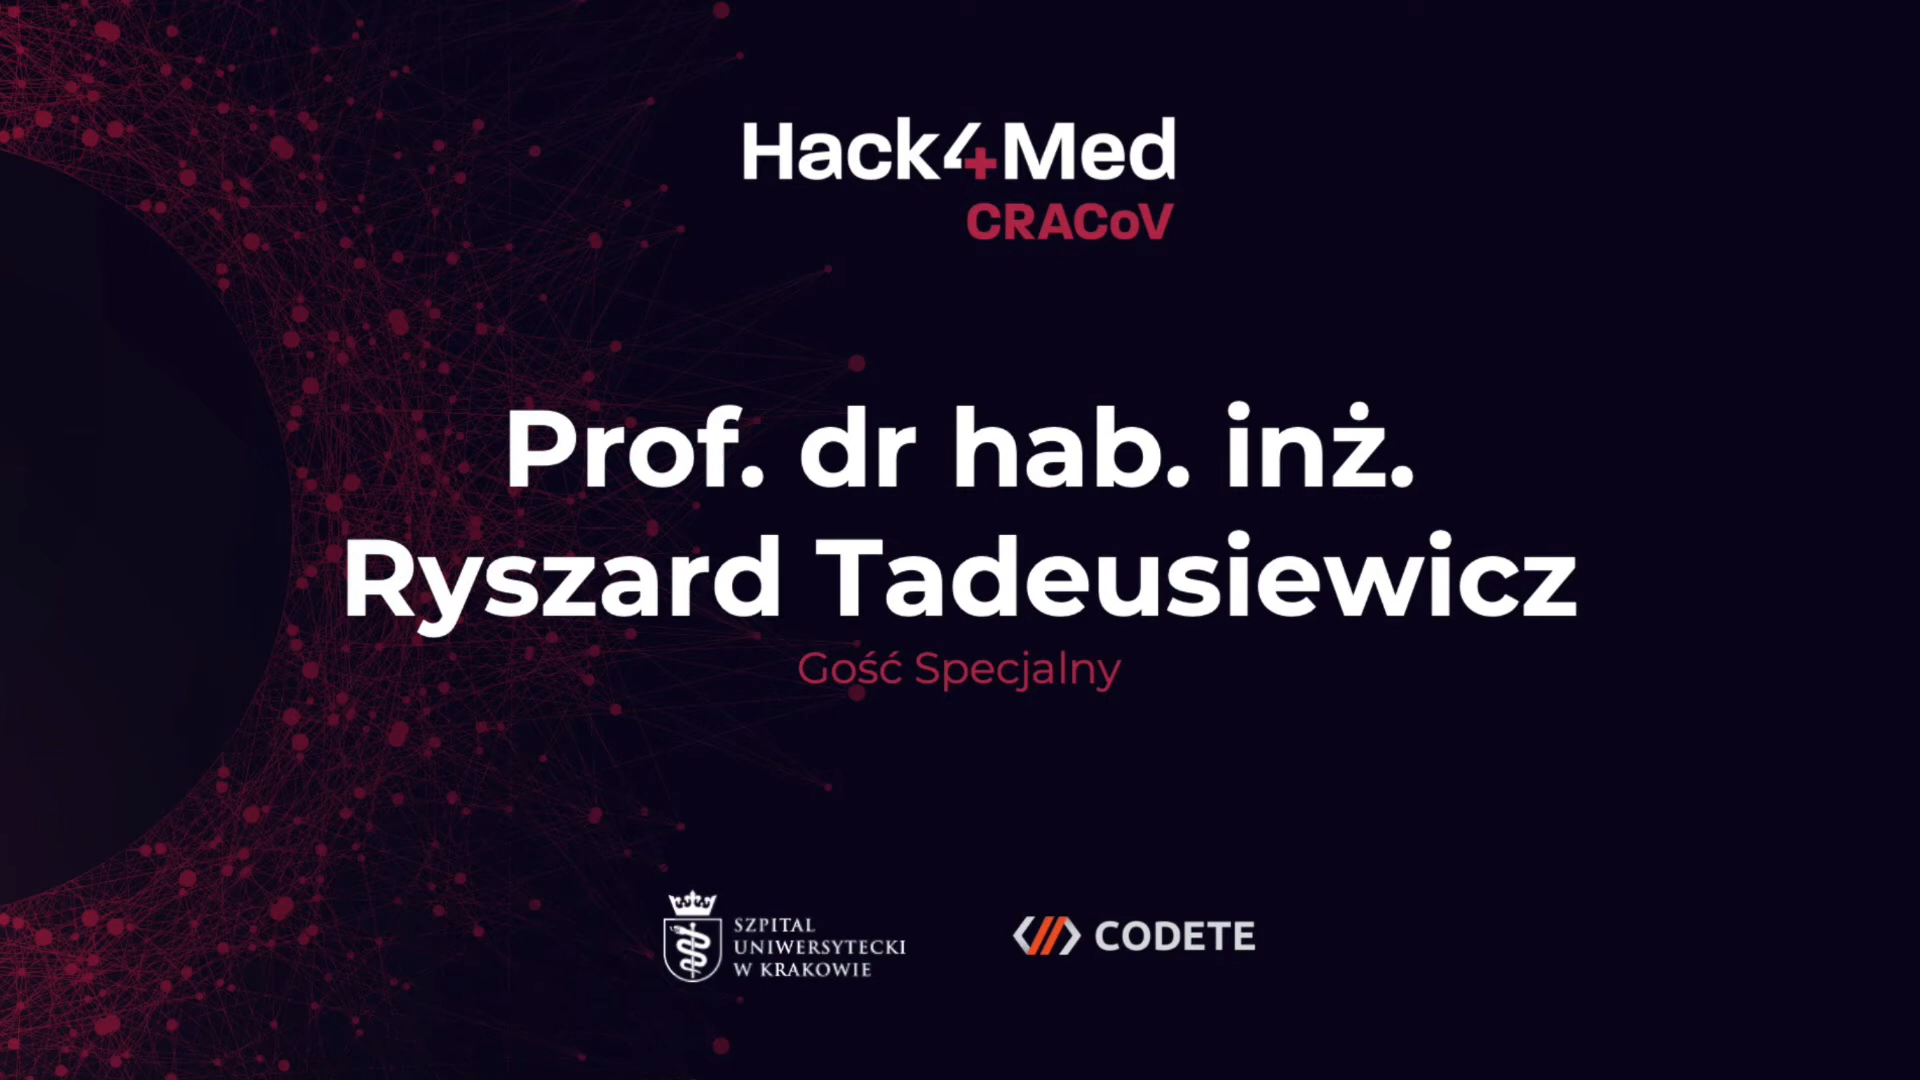 Hack4Med
CRACoV
Prof. dr hab. inż.
Ryszard Tadeusiewicz
Gość Specjalny
SZPITAL
UNIWERSYTECKI
W KRAKOWIE
CODETE